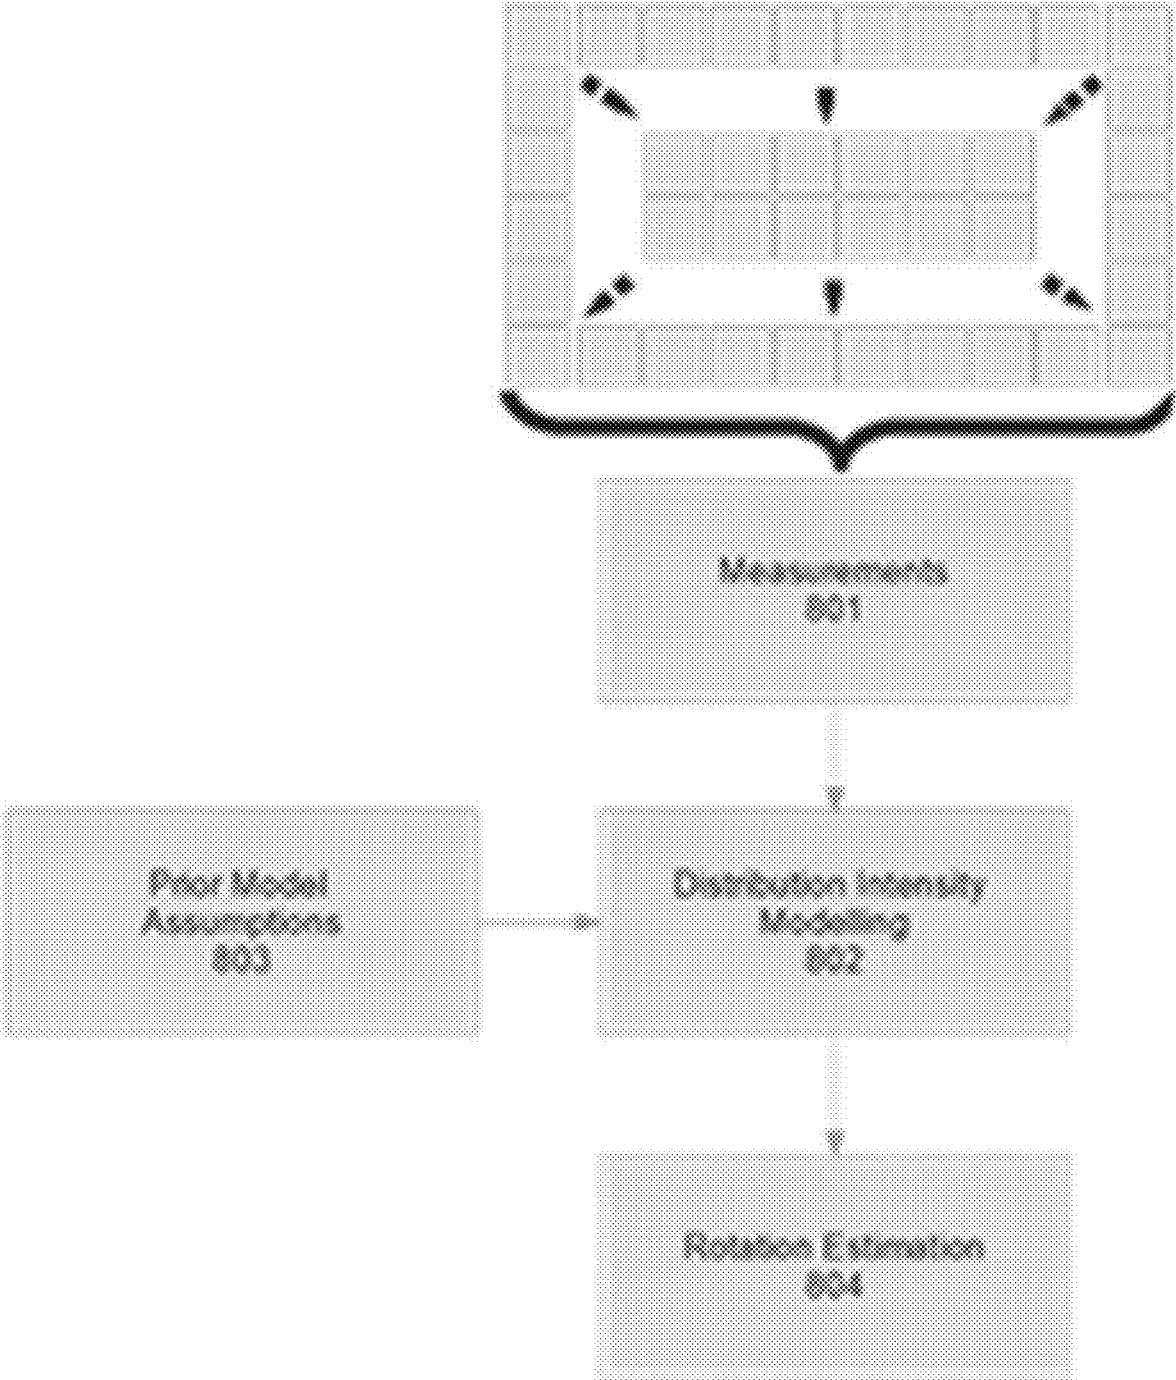 Measurements
801
Prior Model
Assumptions
803
Distribution Intensity
Modelling
802
Rotation Estimation
804